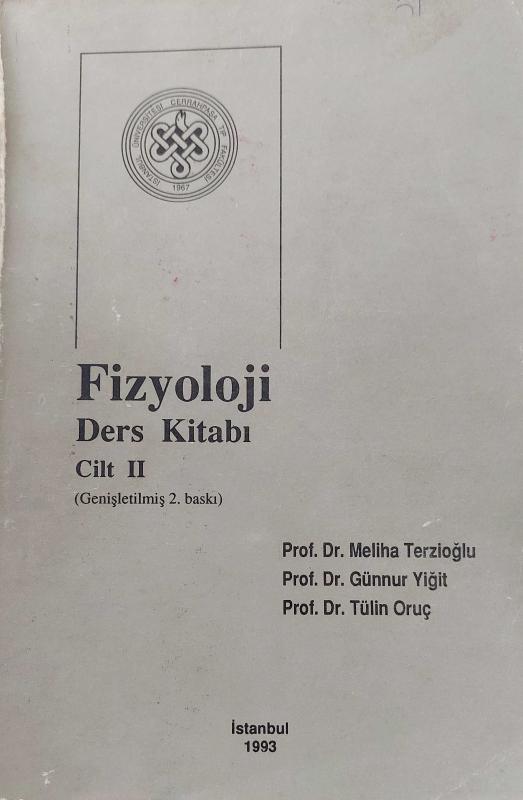 İSTANBUL ÜNİVERSİTESİ CERRAHPAŞA TIP FAKÜLTESİ
1967
Fizyoloji
Ders Kitabı
Cilt II
(Genişletilmiş 2. baskı)
Prof. Dr. Meliha Terzioğlu
Prof. Dr. Günnur Yiğit
Prof. Dr. Tülin Oruç
İstanbul
1993